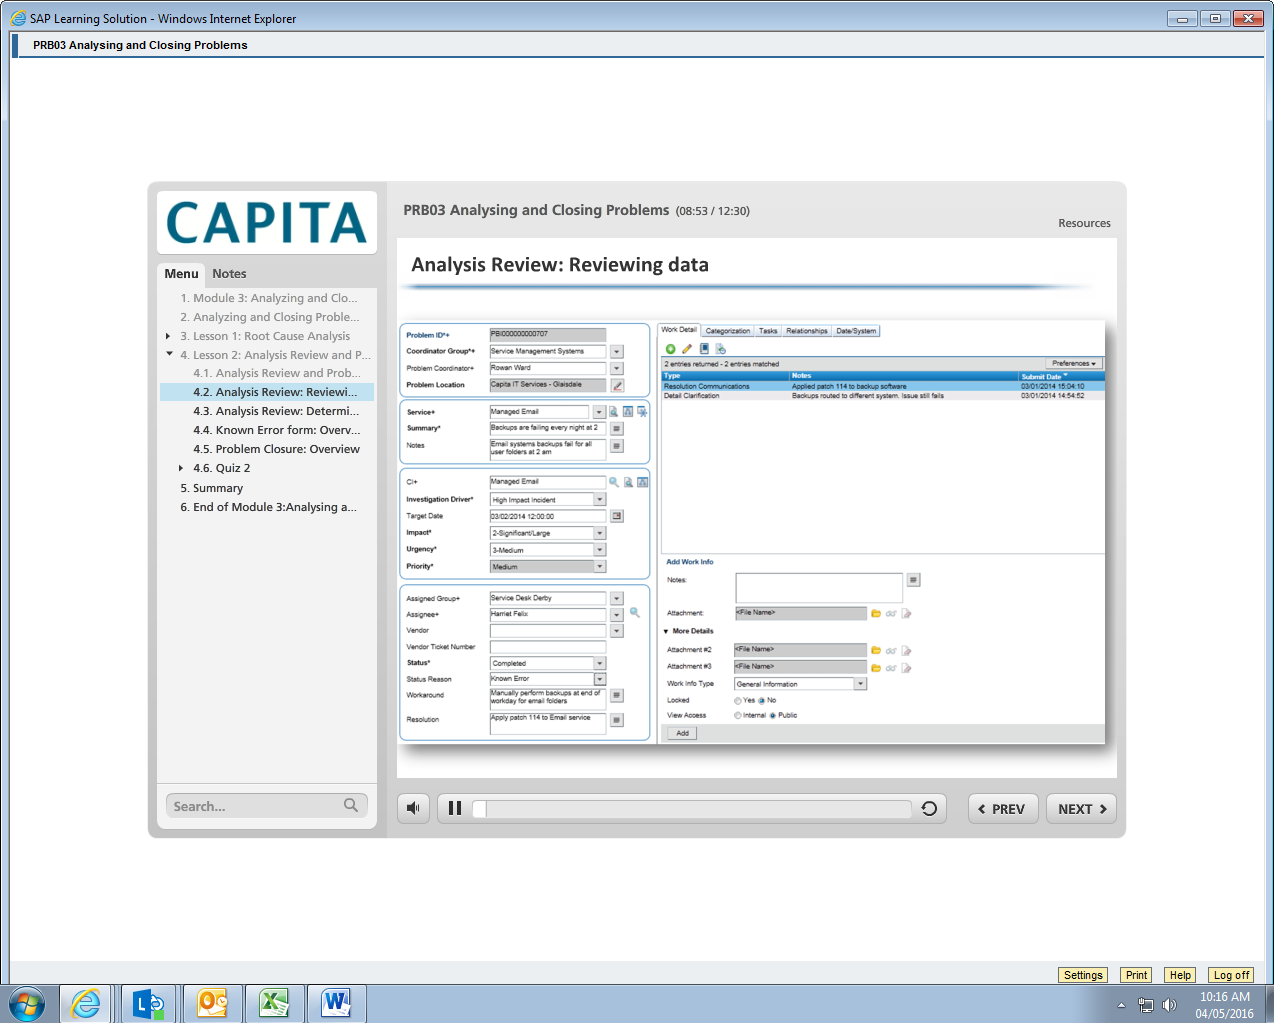 SAP Learning Solution - Windows Internet Explorer
PRB03 Analysing and Closing Problems
CAPITA
PRB03 Analysing and Closing Problems (08:53 / 12:30)
Resources
Menu Notes
1. Module 3: Analyzing and Clo...
2. Analyzing and Closing Proble...
3. Lesson 1: Root Cause Analysis
4. Lesson 2: Analysis Review and P...
4.1. Analysis Review and Prob...
4.2. Analysis Review: Reviewi...
4.3. Analysis Review: Determi...
4.4. Known Error form: Overv...
4.5. Problem Closure: Overview
4.6. Quiz 2
5. Summary
6. End of Module 3:Analysing a...
Search...
Analysis Review: Reviewing data
Problem ID*+ PBI000000000707
Coordinator Group*+ Service Management Systems
Problem Coordinator+ Rowan Ward
Problem Location Capita IT Services - Glaisdale
Service+ Managed Email
Summary* Backups are failing every night at 2
Notes Email systems backups fail for all
user folders at 2 am
CI+ Managed Email
Investigation Driver* High Impact Incident
Target Date 03/02/2014 12:00:00
Impact* 2-Significant/Large
Urgency* 3-Medium
Priority* Medium
Assigned Group+ Service Desk Derby
Assignee+ Harriet Felix
Vendor
Vendor Ticket Number
Status* Completed
Status Reason Known Error
Workaround Manually perform backups at end of
workday for email folders
Resolution Apply patch 114 to Email service
Work Detail Categorization Tasks Relationships Date/System
2 entries returned - 2 entries matched Preferences
Type Notes Submit Date
Resolution Communications Applied patch 114 to backup software 03/01/2014 15:04:10
Detail Clarification Backups routed to different system. Issue still fails 03/01/2014 14:54:52
Add Work Info
Notes:
Attachment: <File Name>
More Details
Attachment #2 <File Name>
Attachment #3 <File Name>
Work Info Type General Information
Locked Yes No
View Access Internal Public
Add
PREV NEXT
Settings Print Help Log off
10:16 AM
04/05/2016